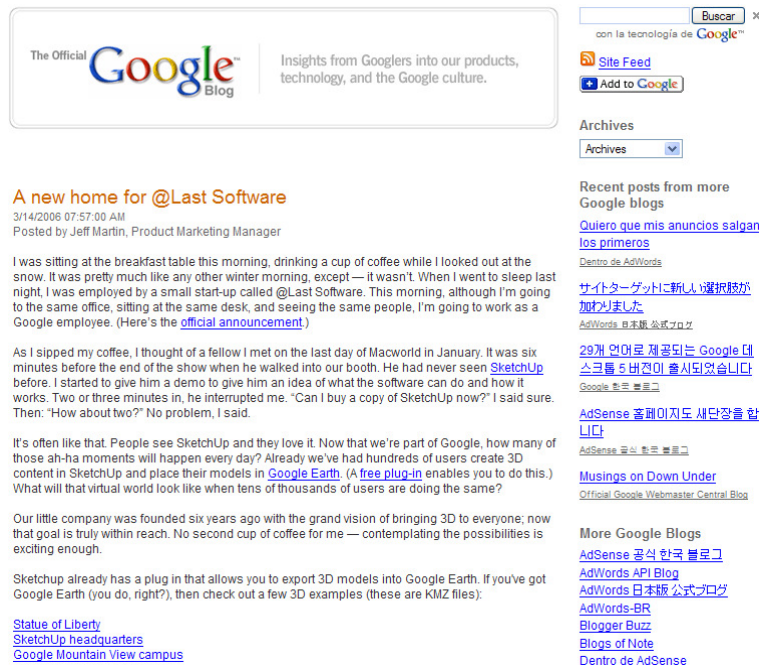 The Official
Google™
Blog
Insights from Googlers into our products,
technology, and the Google culture.
A new home for @Last Software
3/14/2006 07:57:00 AM
Posted by Jeff Martin, Product Marketing Manager
I was sitting at the breakfast table this morning, drinking a cup of coffee while I looked out at the
snow. It was pretty much like any other winter morning, except — it wasn't. When I went to sleep last
night, I was employed by a small start-up called @Last Software. This morning, although I'm going
to the same office, sitting at the same desk, and seeing the same people, I'm going to work as a
Google employee. (Here's the official announcement.)
As I sipped my coffee, I thought of a fellow I met on the last day of Macworld in January. It was six
minutes before the end of the show when he walked into our booth. He had never seen SketchUp
before. I started to give him a demo to give him an idea of what the software can do and how it
works. Two or three minutes in, he interrupted me. “Can I buy a copy of SketchUp now?” I said sure.
Then: “How about two?” No problem, I said.
It's often like that. People see SketchUp and they love it. Now that we're part of Google, how many of
those ah-ha moments will happen every day? Already we've had hundreds of users create 3D
content in SketchUp and place their models in Google Earth. (A free plug-in enables you to do this.)
What will that virtual world look like when tens of thousands of users are doing the same?
Our little company was founded six years ago with the grand vision of bringing 3D to everyone; now
that goal is truly within reach. No second cup of coffee for me — contemplating the possibilities is
exciting enough.
Sketchup already has a plug in that allows you to export 3D models into Google Earth. If you've got
Google Earth (you do, right?), then check out a few 3D examples (these are KMZ files):
Statue of Liberty
SketchUp headquarters
Google Mountain View campus
Buscar
con la tecnología de Google™
Site Feed
Add to Google
Archives
Archives
Recent posts from more
Google blogs
Quiero que mis anuncios salgan
los primeros
Dentro de AdWords
サイトターゲットに新しい選択肢が
加わりました
AdWords 日本版 公式ブログ
29개 언어로 제공되는 Google 데
스크톱 5 버전이 출시되었습니다
Google 한국 블로그
AdSense 홈페이지도 새단장을 합
니다
AdSense 공식 한국 블로그
Musings on Down Under
Official Google Webmaster Central Blog
More Google Blogs
AdSense 공식 한국 블로그
AdWords API Blog
AdWords 日本版 公式ブログ
AdWords-BR
Blogger Buzz
Blogs of Note
Dentro de AdSense